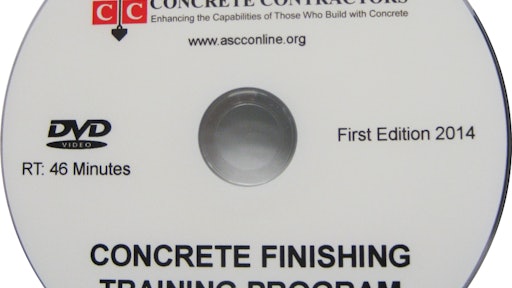 CONCRETE CONTRACTORS
C C
Enhancing the Capabilities of Those Who Build with Concrete
www.ascconline.org
DVD
VIDEO
First Edition 2014
RT: 46 Minutes
CONCRETE FINISHING
TRAINING PROGRAM